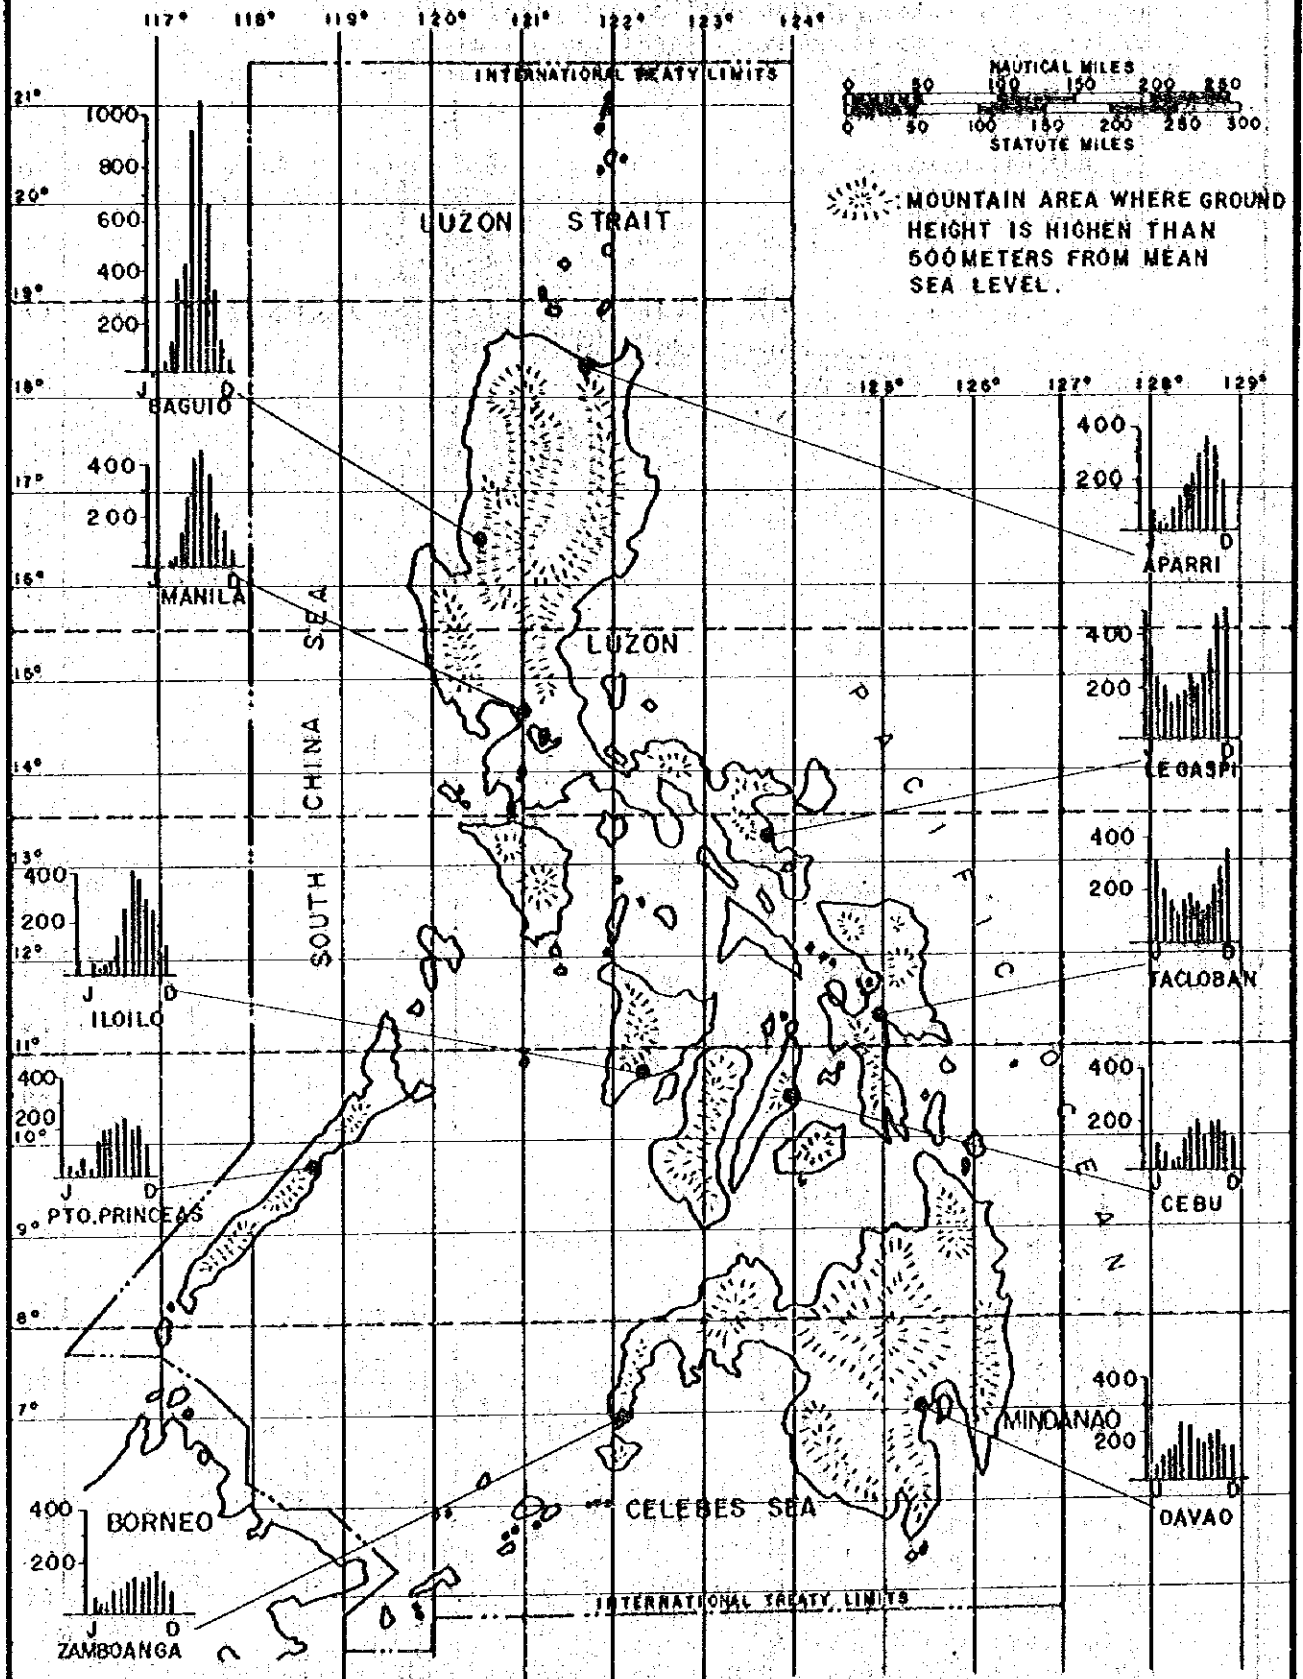 117° 118° 119° 120° 121° 122° 123° 124°
INTERNATIONAL TREATY LIMITS
NAUTICAL MILES
0 50 100 150 200 250
0 50 100 150 200 250 300
STATUTE MILES
MOUNTAIN AREA WHERE GROUND
HEIGHT IS HIGHEN THAN
500METERS FROM MEAN
SEA LEVEL.
21°
20°
19°
18°
17°
16°
15°
14°
13°
12°
11°
10°
9°
8°
7°
LUZON STRAIT
1000
800
600
400
200
J D
BAGUIO
400
200
J D
MANILA
125° 126° 127° 128° 129°
400
200
D
APARRI
LUZON
400
200
J D
LEGASPI
SOUTH CHINA SEA
PACIFIC OCEAN
400
200
J D
ILOILO
400
200
J D
TACLOBAN
400
200
J D
PTO.PRINCEAS
400
200
J D
CEBU
MINDANAO
400
200
J D
DAVAO
BORNEO
CELEBES SEA
400
200
J D
ZAMBOANGA
INTERNATIONAL TREATY LIMITS